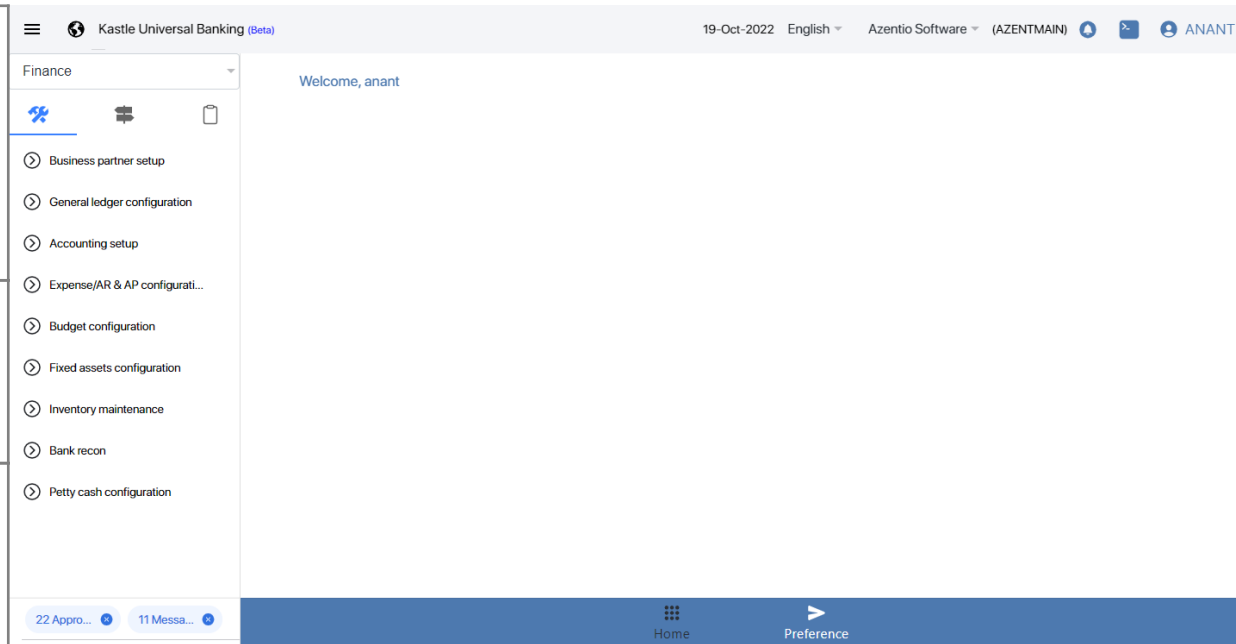 Kastle Universal Banking (Beta)
19-Oct-2022 English Azentio Software (AZENTMAIN) ANANT
Finance
Welcome, anant
Business partner setup
General ledger configuration
Accounting setup
Expense/AR & AP configurati...
Budget configuration
Fixed assets configuration
Inventory maintenance
Bank recon
Petty cash configuration
22 Appro... 11 Messa...
Home Preference